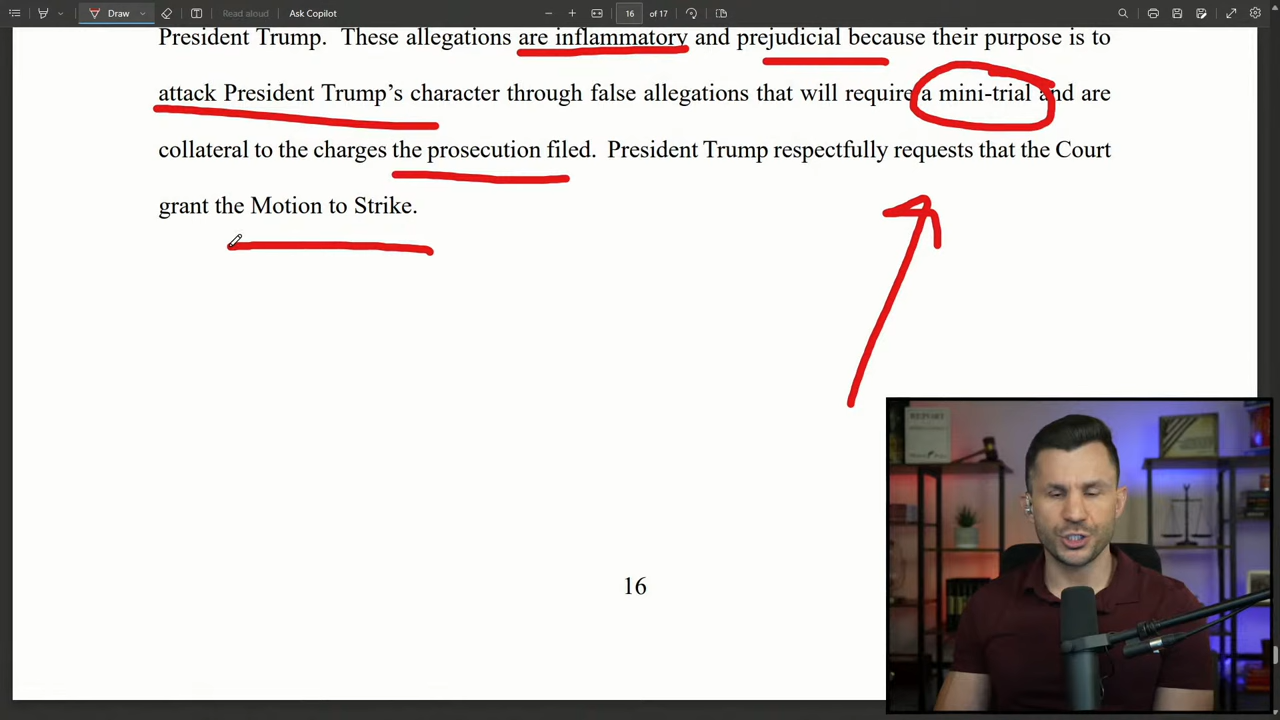 Draw
Read aloud
Ask Copilot
16 of 17
President Trump. These allegations are inflammatory and prejudicial because their purpose is to
attack President Trump's character through false allegations that will require a mini-trial and are
collateral to the charges the prosecution filed. President Trump respectfully requests that the Court
grant the Motion to Strike.
REPORT
16